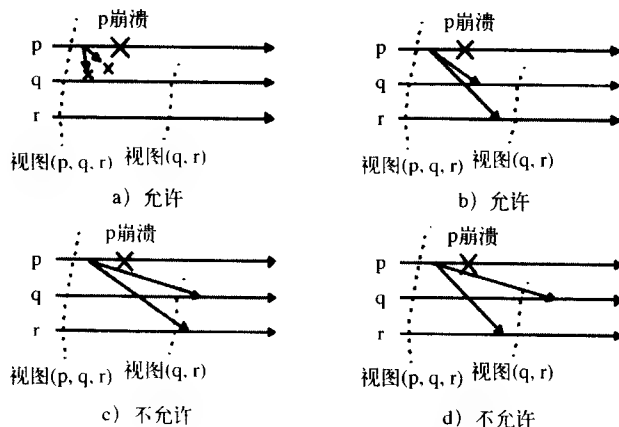 p崩溃
p
q
r
视图(p, q, r) 视图(q, r)
a) 允许
p崩溃
p
q
r
视图(p, q, r) 视图(q, r)
b) 允许
p崩溃
p
q
r
视图(p, q, r) 视图(q, r)
c) 不允许
p崩溃
p
q
r
视图(p, q, r) 视图(q, r)
d) 不允许